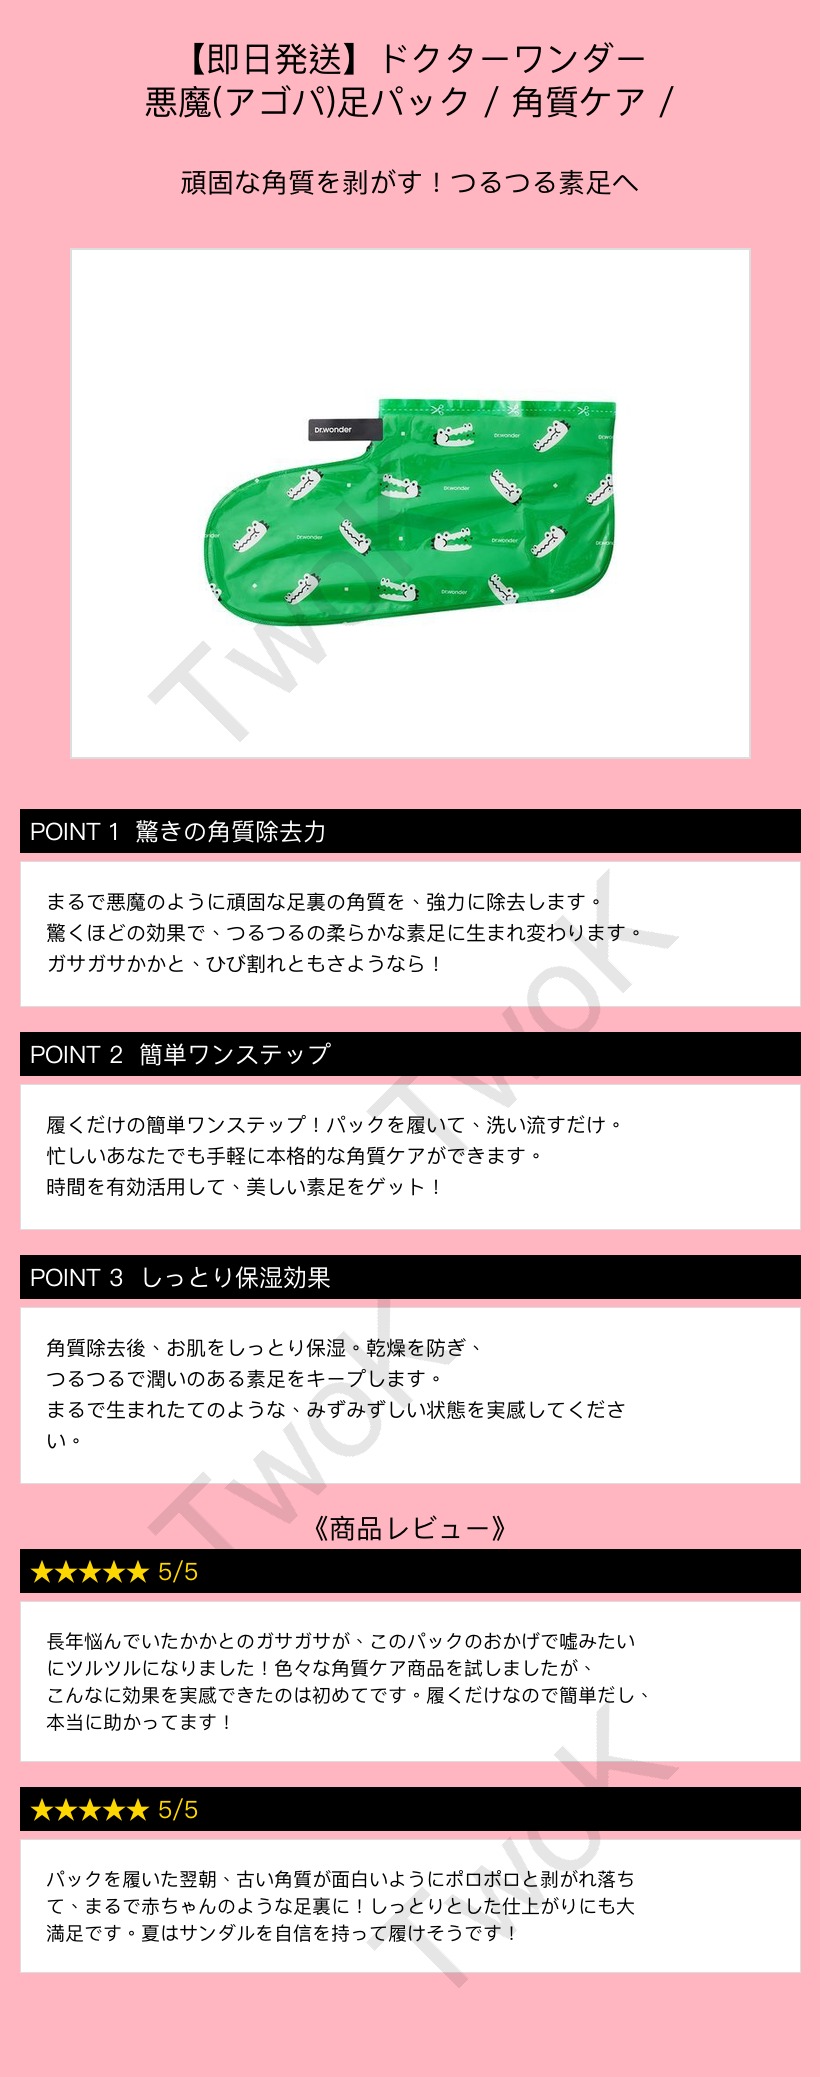 【即日発送】ドクターワンダー
悪魔(アゴパ)足パック / 角質ケア /
頑固な角質を剥がす！つるつる素足へ
Dr.wonder
Dr.wonder
Dr.wonder
Dr.wonder
Dr.wonder
Dr.wonder
TwoK
POINT 1 驚きの角質除去力
まるで悪魔のように頑固な足裏の角質を、強力に除去します。
驚くほどの効果で、つるつるの柔らかな素足に生まれ変わります。
ガサガサかかと、ひび割れともさようなら！
TwoK
POINT 2 簡単ワンステップ
履くだけの簡単ワンステップ！パックを履いて、洗い流すだけ。
忙しいあなたでも手軽に本格的な角質ケアができます。
時間を有効活用して、美しい素足をゲット！
POINT 3 しっとり保湿効果
角質除去後、お肌をしっとり保湿。乾燥を防ぎ、
つるつるで潤いのある素足をキープします。
まるで生まれたてのような、みずみずしい状態を実感してくださ
い。
TwoK
《商品レビュー》
★★★★★ 5/5
長年悩んでいたかかとのガサガサが、このパックのおかげで嘘みたい
にツルツルになりました！色々な角質ケア商品を試しましたが、
こんなに効果を実感できたのは初めてです。履くだけなので簡単だし、
本当に助かってます！
★★★★★ 5/5
パックを履いた翌朝、古い角質が面白いようにポロポロと剥がれ落ち
て、まるで赤ちゃんのような足裏に！しっとりとした仕上がりにも大
満足です。夏はサンダルを自信を持って履けそうです！
TwoK